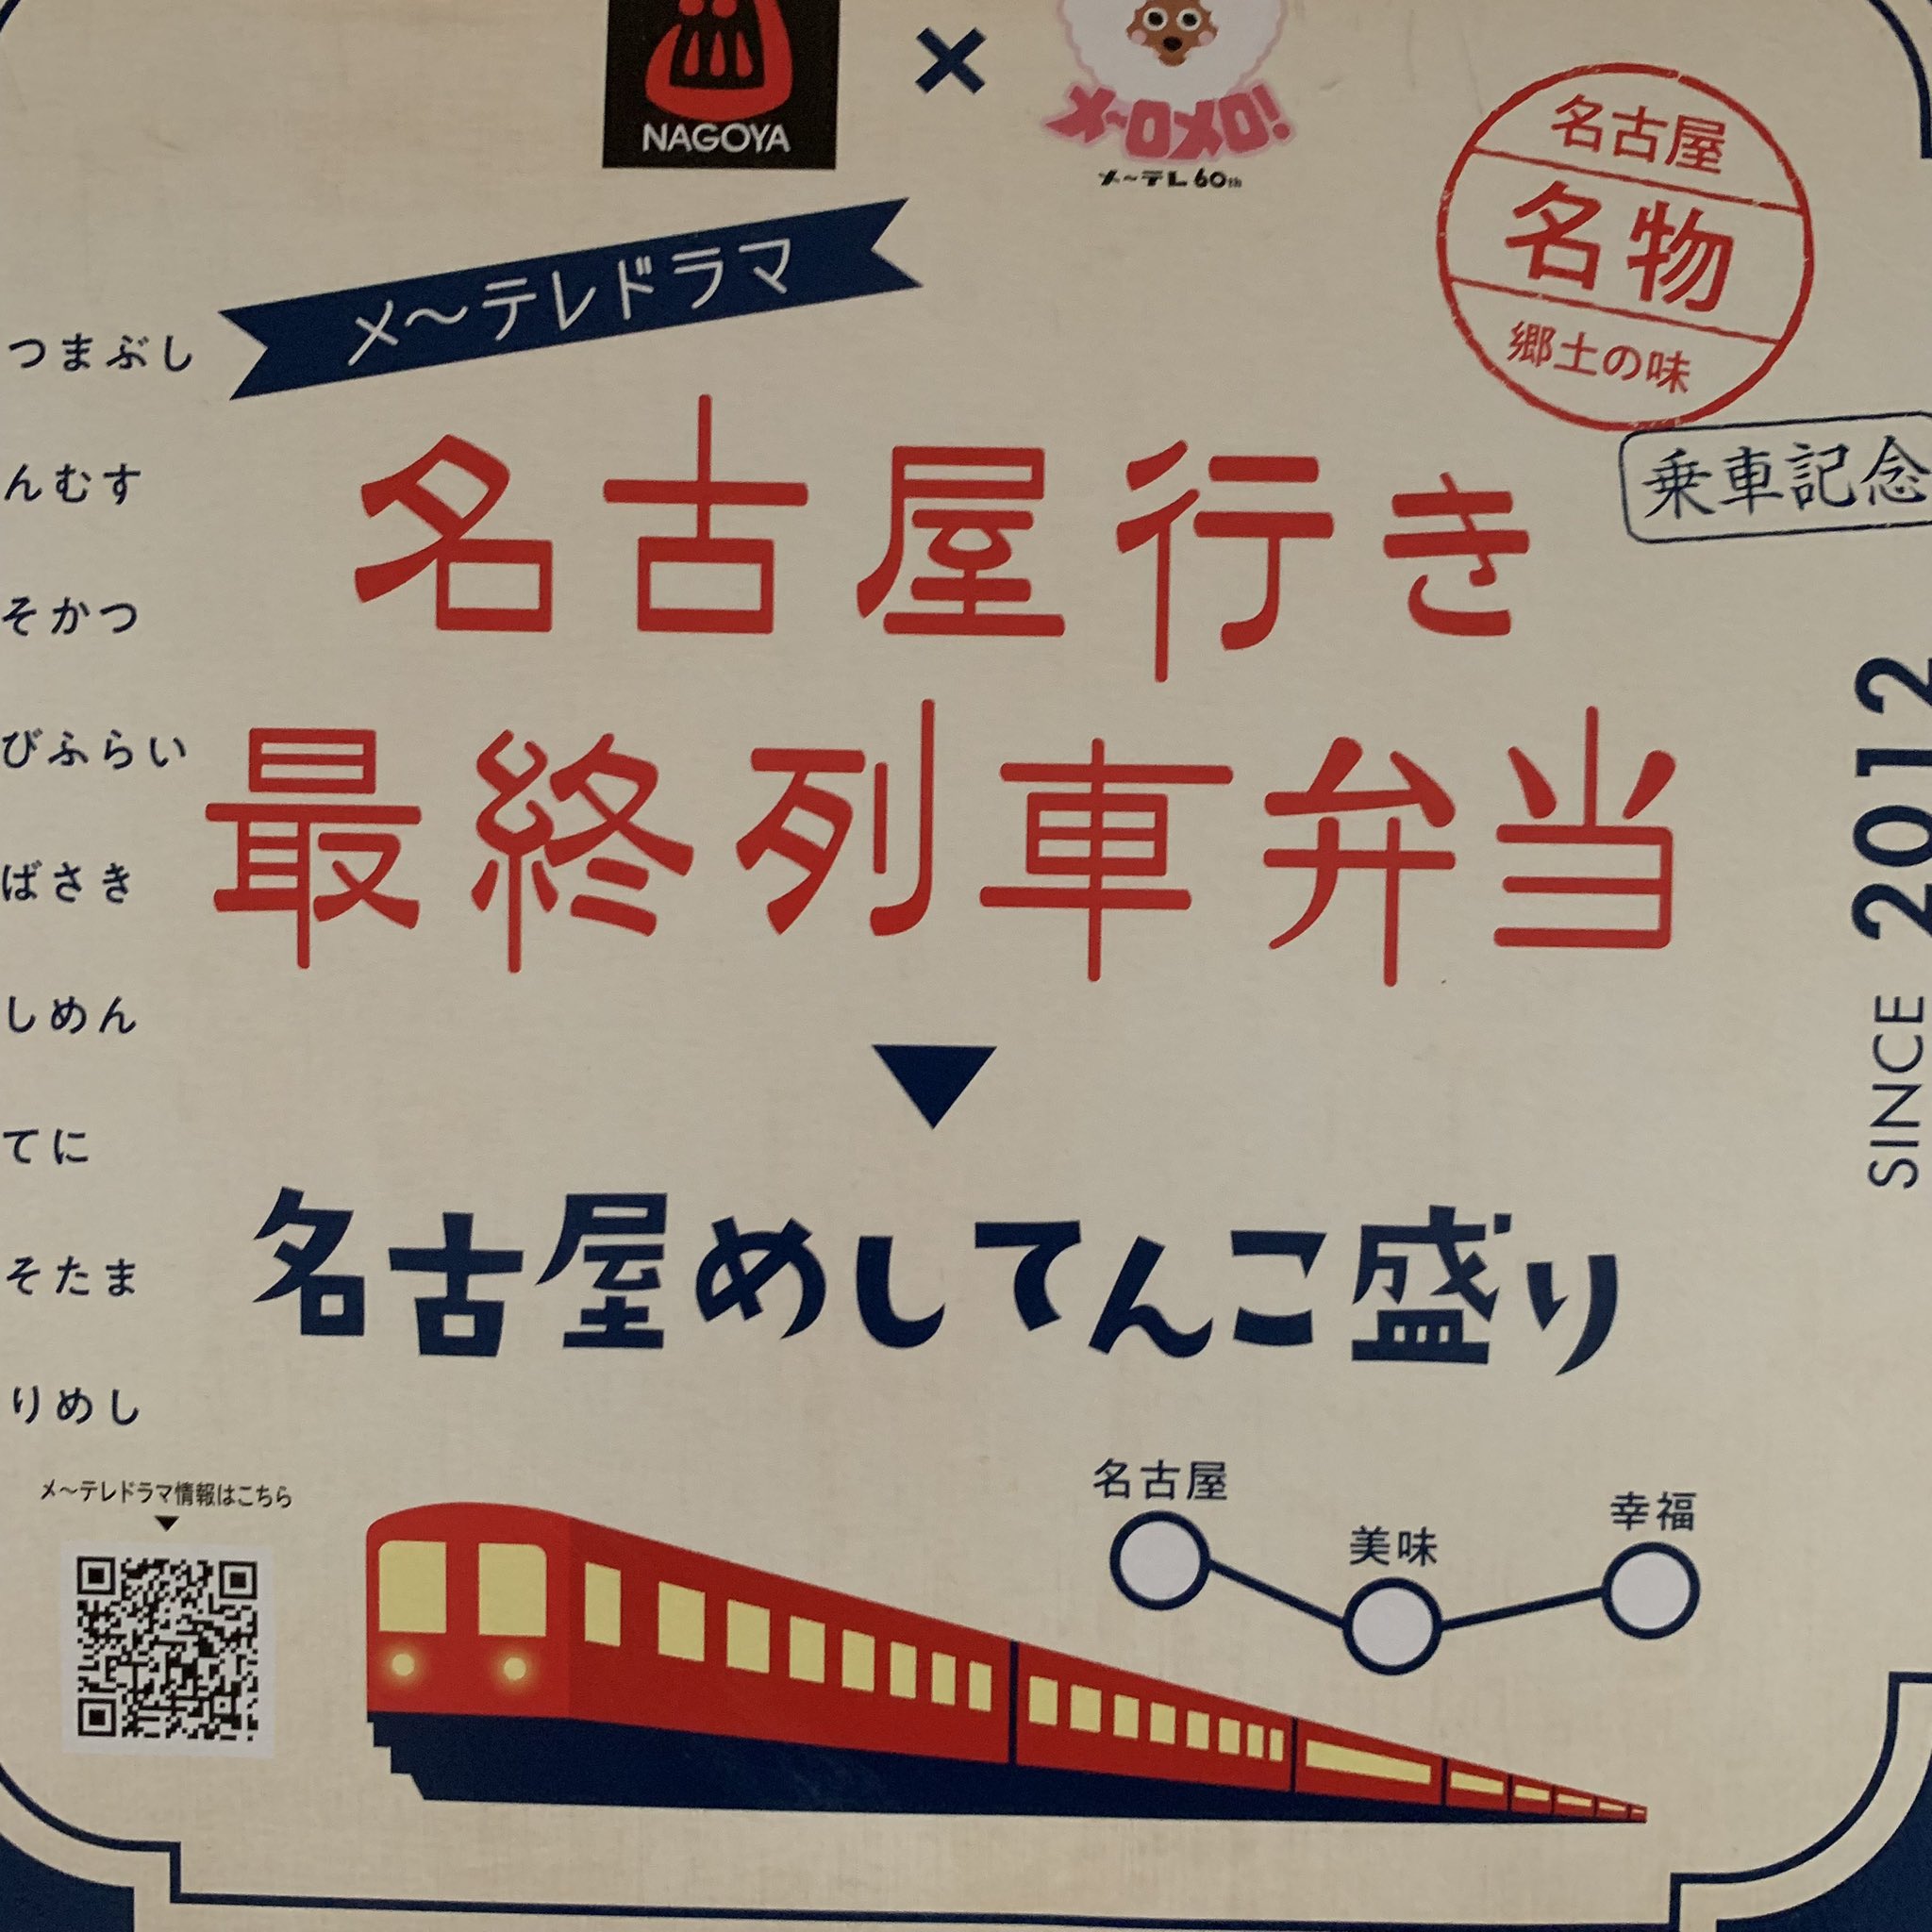 NAGOYA
×
メ〜ロメロ!
メ〜テレ60th
名古屋
名物
郷土の味
メ〜テレドラマ
乗車記念
名古屋行き
最終列車弁当
名古屋めしてんこ盛り
つまぶし
んむす
そかつ
びふらい
ばさき
しめん
てに
そたま
りめし
SINCE 2012
メ〜テレドラマ情報はこちら
名古屋
美味
幸福